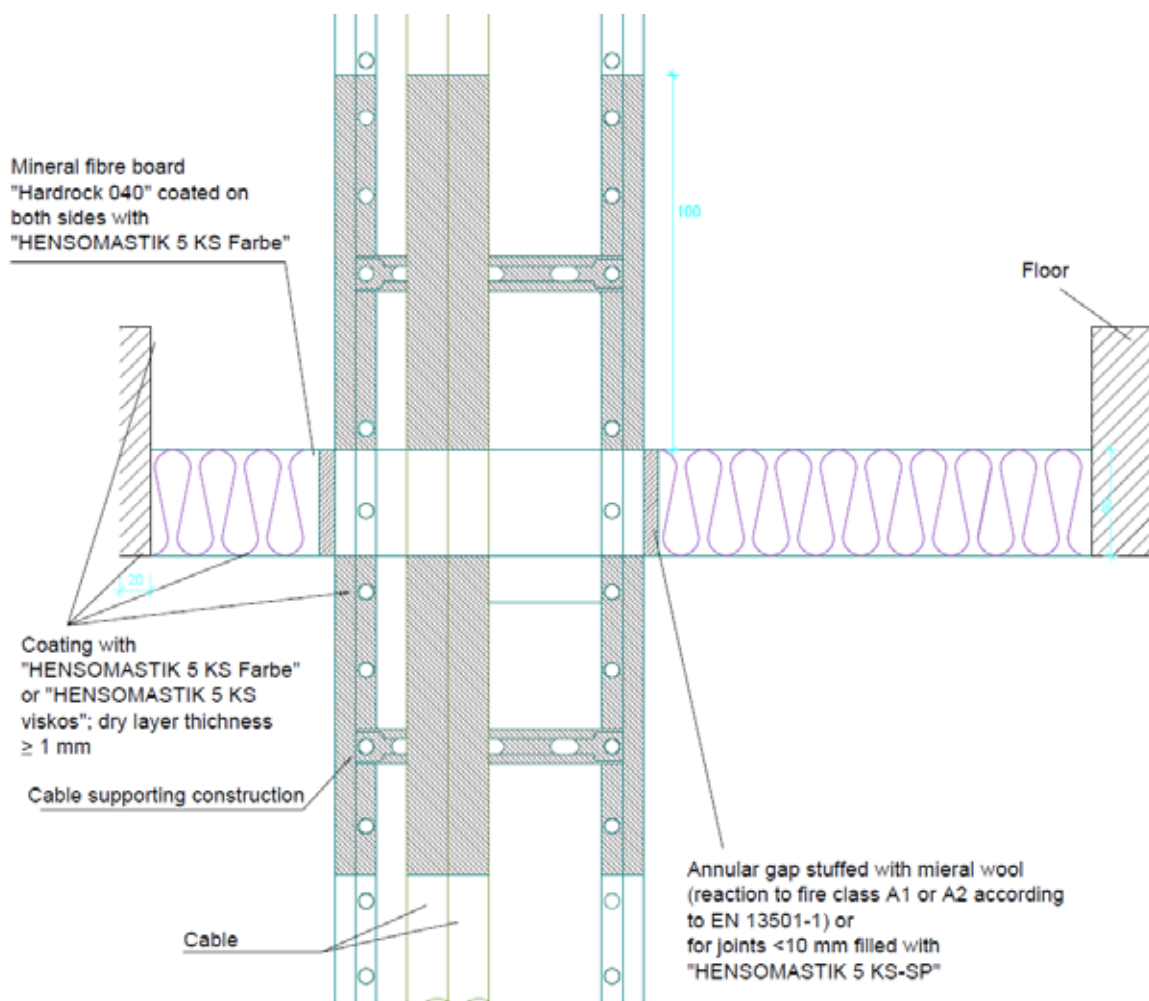 Mineral fibre board
"Hardrock 040" coated on
both sides with
"HENSOMASTIK 5 KS Farbe"
100
Floor
20
Coating with
"HENSOMASTIK 5 KS Farbe"
or "HENSOMASTIK 5 KS
viskos"; dry layer thichness
≥ 1 mm
Cable supporting construction
Cable
Annular gap stuffed with mieral wool
(reaction to fire class A1 or A2 according
to EN 13501-1) or
for joints <10 mm filled with
"HENSOMASTIK 5 KS-SP"